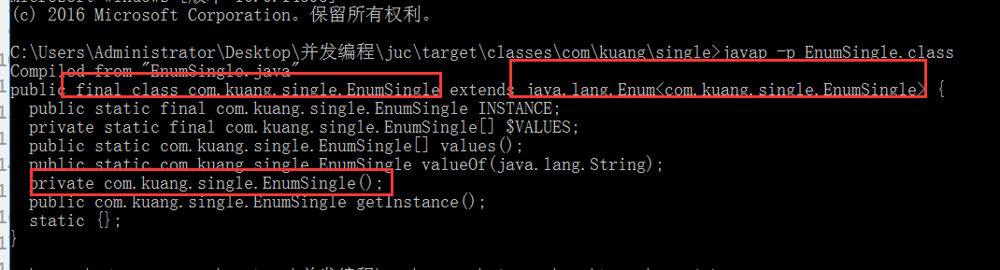 (c) 2016 Microsoft Corporation。保留所有权利。
C:\Users\Administrator\Desktop\并发编程\juc\target\classes\com\kuang\single>javap -p EnumSingle.class
Compiled from "EnumSingle.java"
public final class com.kuang.single.EnumSingle extends java.lang.Enum<com.kuang.single.EnumSingle> {
public static final com.kuang.single.EnumSingle INSTANCE;
private static final com.kuang.single.EnumSingle[] $VALUES;
public static com.kuang.single.EnumSingle[] values();
public static com.kuang.single.EnumSingle valueOf(java.lang.String);
private com.kuang.single.EnumSingle();
public com.kuang.single.EnumSingle getInstance();
static {};
}